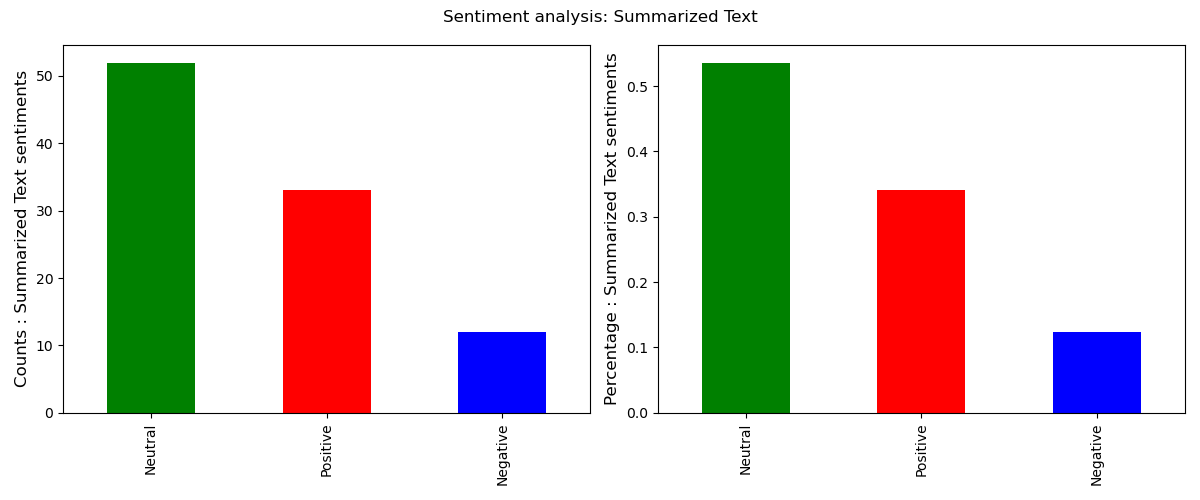 Sentiment analysis: Summarized Text
Counts : Summarized Text sentiments
50
40
30
20
10
0
Neutral
Positive
Negative
Percentage : Summarized Text sentiments
0.5
0.4
0.3
0.2
0.1
0.0
Neutral
Positive
Negative